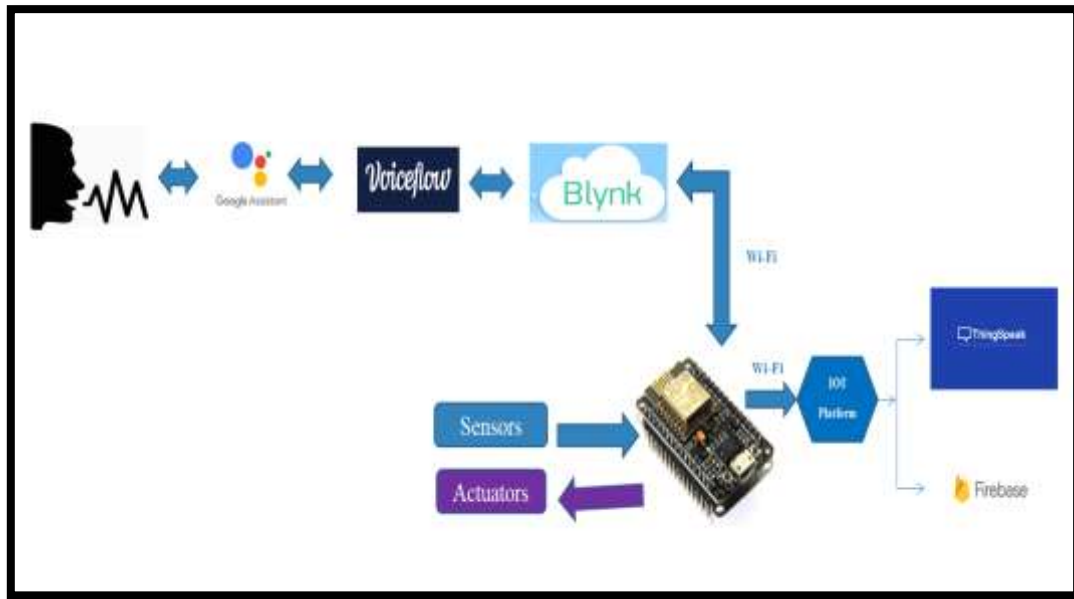 Google Assistant
Voiceflow
Blynk
Wi-Fi
ThingSpeak
Wi-Fi
IOT
Platform
Sensors
Actuators
Firebase